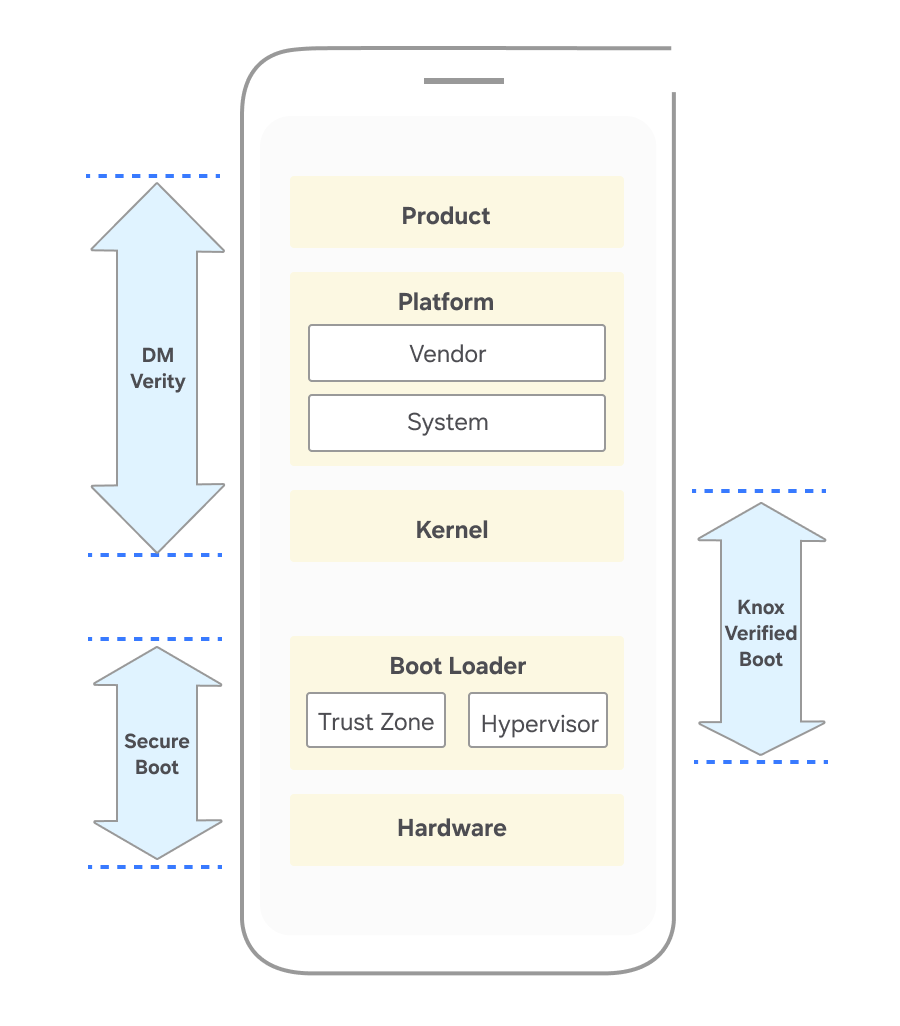 Product
Platform
Vendor
System
Kernel
Boot Loader
Trust Zone
Hypervisor
Hardware
DM
Verity
Secure
Boot
Knox
Verified
Boot